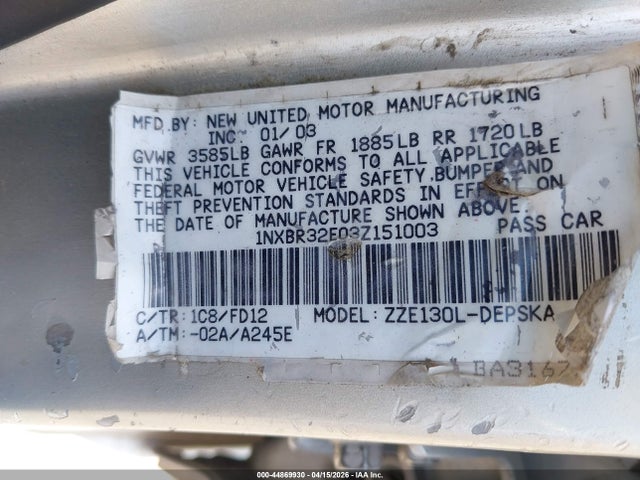 MFD.BY: NEW UNITED MOTOR MANUFACTURING
INC 01/03
GVWR 3585LB GAWR FR 1885LB RR 1720LB
THIS VEHICLE CONFORMS TO ALL APPLICABLE
FEDERAL MOTOR VEHICLE SAFETY,BUMPER,AND
THEFT PREVENTION STANDARDS IN EFFECT ON
THE DATE OF MANUFACTURE SHOWN ABOVE.
1NXBR32E03Z151003 PASS CAR
C/TR: 1C8/FD12 MODEL: ZZE130L-DEPSKA
A/TM: -02A/A245E
BA3167
000-44869930 - 04/15/2026 - IAA Inc.